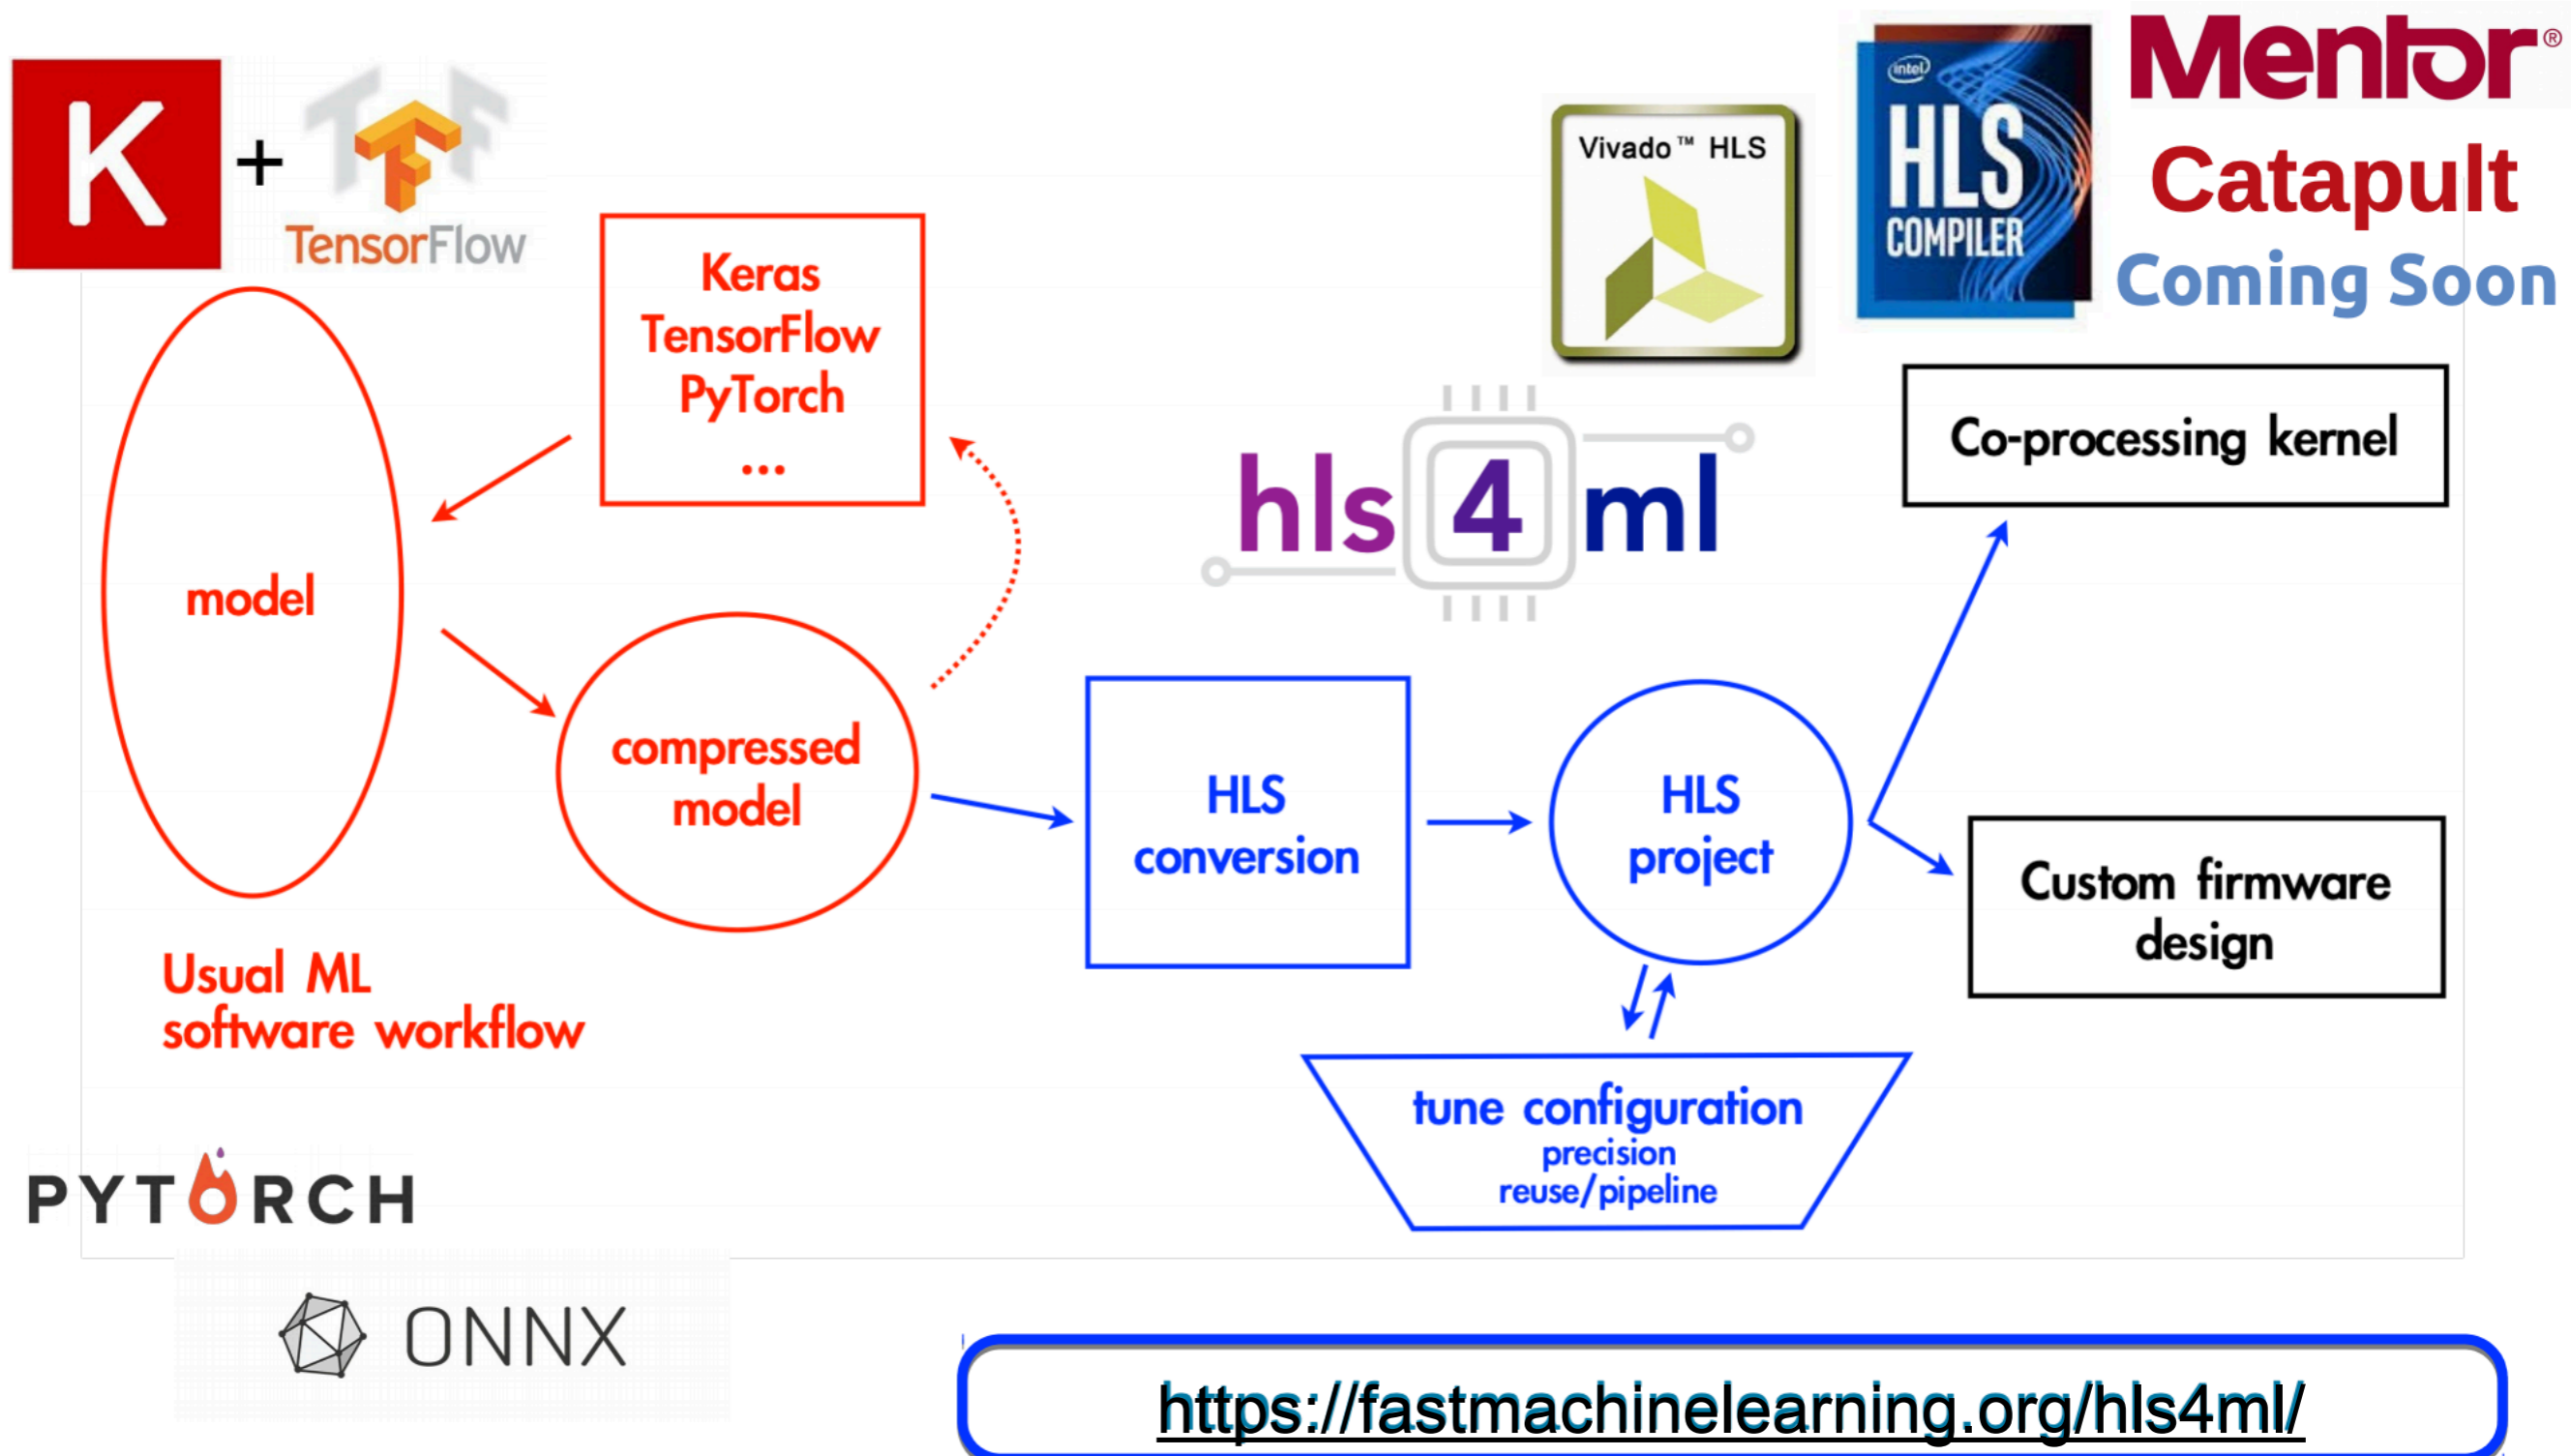 K
+
TF
TensorFlow
Keras
TensorFlow
PyTorch
...
model
compressed
model
Usual ML
software workflow
PYTORCH
ONNX
Vivado™ HLS
intel
HLS
COMPILER
Mentor®
Catapult
Coming Soon
hls 4 ml
HLS
conversion
HLS
project
Co-processing kernel
Custom firmware
design
tune configuration
precision
reuse/pipeline
https://fastmachinelearning.org/hls4ml/